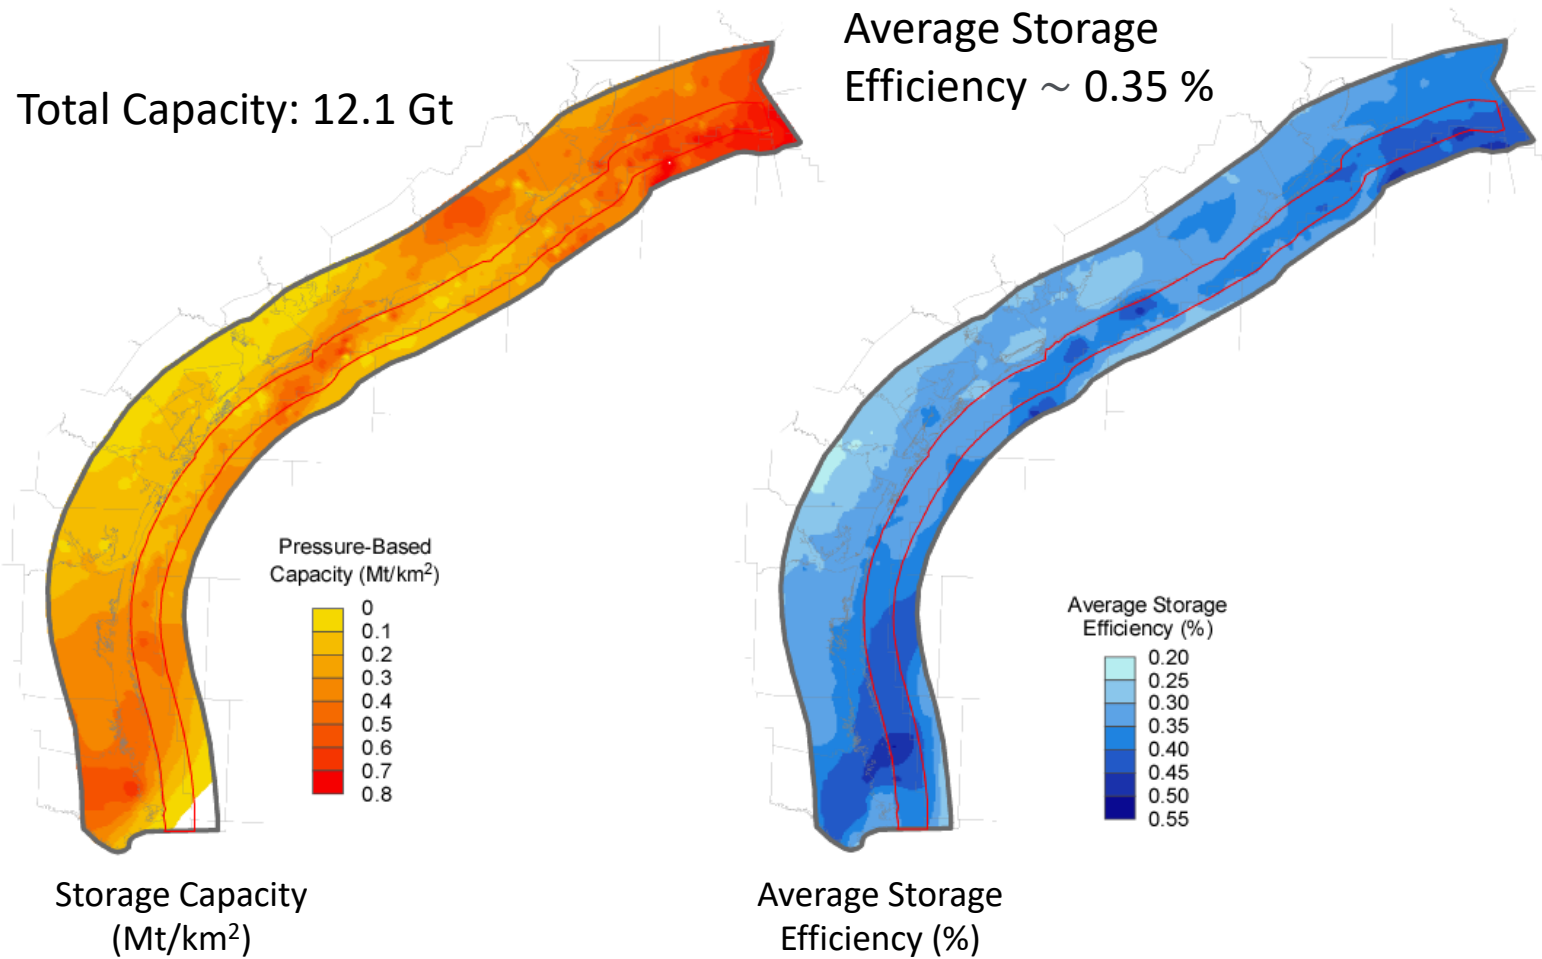 Total Capacity: 12.1 Gt
Average Storage
Efficiency ~ 0.35 %
Pressure-Based
Capacity (Mt/km²)
0
0.1
0.2
0.3
0.4
0.5
0.6
0.7
0.8
Average Storage
Efficiency (%)
0.20
0.25
0.30
0.35
0.40
0.45
0.50
0.55
Storage Capacity
(Mt/km²)
Average Storage
Efficiency (%)